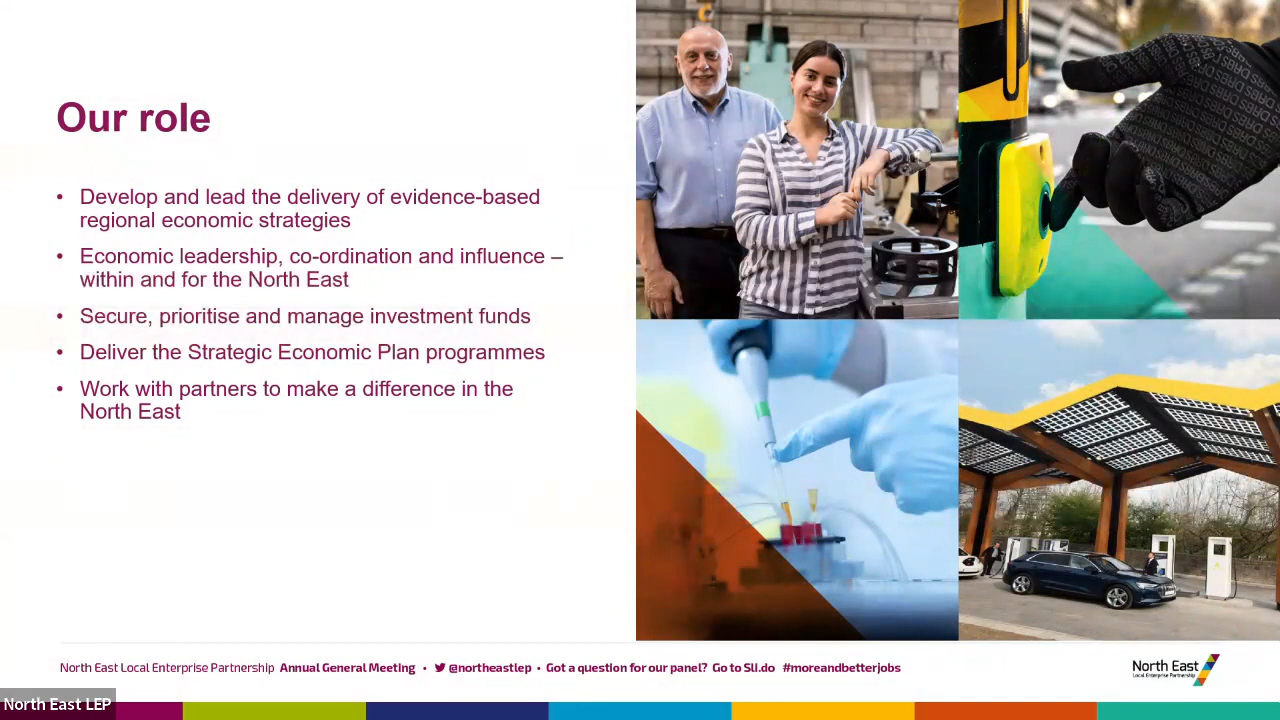 Our role
• Develop and lead the delivery of evidence-based
regional economic strategies
• Economic leadership, co-ordination and influence –
within and for the North East
• Secure, prioritise and manage investment funds
• Deliver the Strategic Economic Plan programmes
• Work with partners to make a difference in the
North East
North East Local Enterprise Partnership Annual General Meeting • @northeastlep • Got a question for our panel? Go to Sli.do #moreandbetterjobs
North East
Local Enterprise Partnership
North East LEP